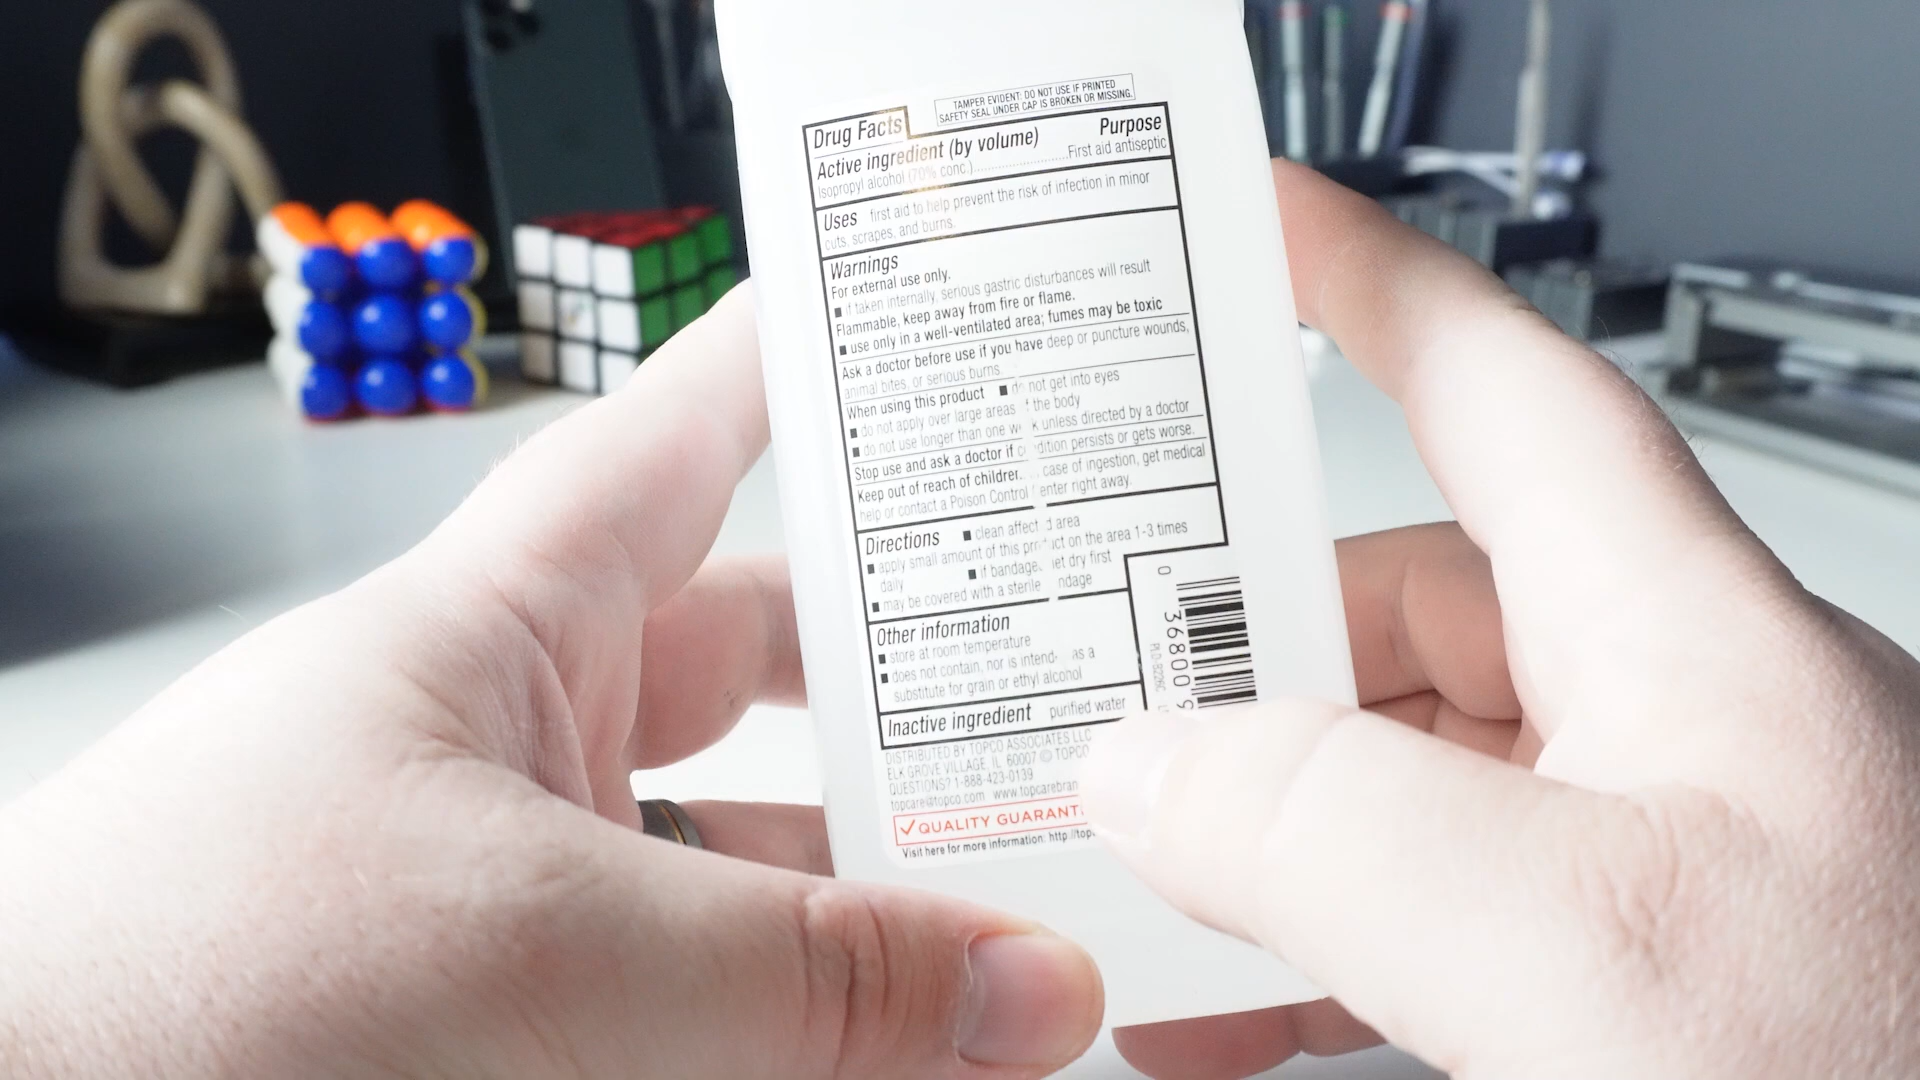 TAMPER EVIDENT: DO NOT USE IF PRINTED
SAFETY SEAL UNDER CAP IS BROKEN OR MISSING.
Drug Facts
Active ingredient (by volume) Purpose
Isopropyl alcohol (70% conc.)..............................First aid antiseptic
Uses first aid to help prevent the risk of infection in minor
cuts, scrapes, and burns.
Warnings
For external use only.
■ if taken internally, serious gastric disturbances will result
Flammable, keep away from fire or flame.
■ use only in a well-ventilated area; fumes may be toxic
Ask a doctor before use if you have deep or puncture wounds,
animal bites, or serious burns.
When using this product ■ do not get into eyes
■ do not apply over large areas the body
■ do not use longer than one unless directed by a doctor
Stop use and ask a doctor if persists or gets worse.
Keep out of reach of children. case of ingestion, get medical
help or contact a Poison Control right away.
Directions ■ clean area
■ apply small amount of this on the area 1-3 times
daily ■ if let dry first
■ may be covered with a sterile
Other information
■ store at room temperature
■ does not contain, nor is as a
substitute for grain or ethyl alcohol
Inactive ingredient purified water
DISTRIBUTED BY TOPCO ASSOCIATES LLC
ELK GROVE VILLAGE, IL 60007 © TOPCO
QUESTIONS? 1-888-423-0139
topcare@topco.com www.topcarebran
✓QUALITY GUARANT
Visit here for more information: http://top
0 36800 9